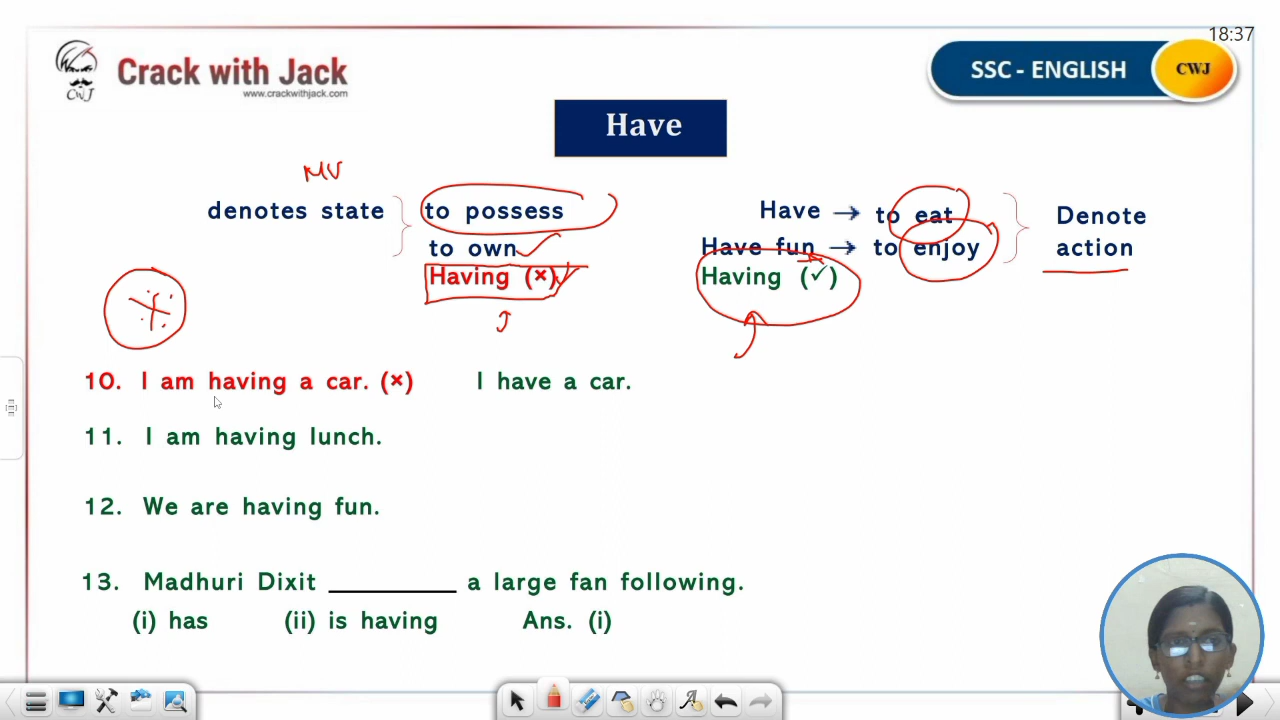 18:37
Crack with Jack
www.crackwithjack.com
CWJ
SSC - ENGLISH
CWJ
Have
MV
denotes state
to possess
to own
Having (×)
Have → to eat
Have fun → to enjoy
Having (✓)
Denote
action
10. I am having a car. (×) I have a car.
11. I am having lunch.
12. We are having fun.
13. Madhuri Dixit __________ a large fan following.
(i) has (ii) is having Ans. (i)